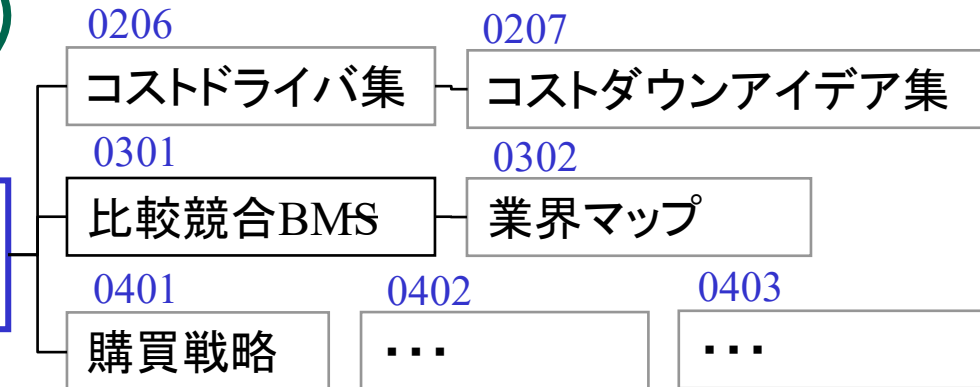 0206 0207
コストドライバ集 コストダウンアイデア集
0301 0302
比較競合BMS 業界マップ
0401 0402 0403
購買戦略 ・・・ ・・・